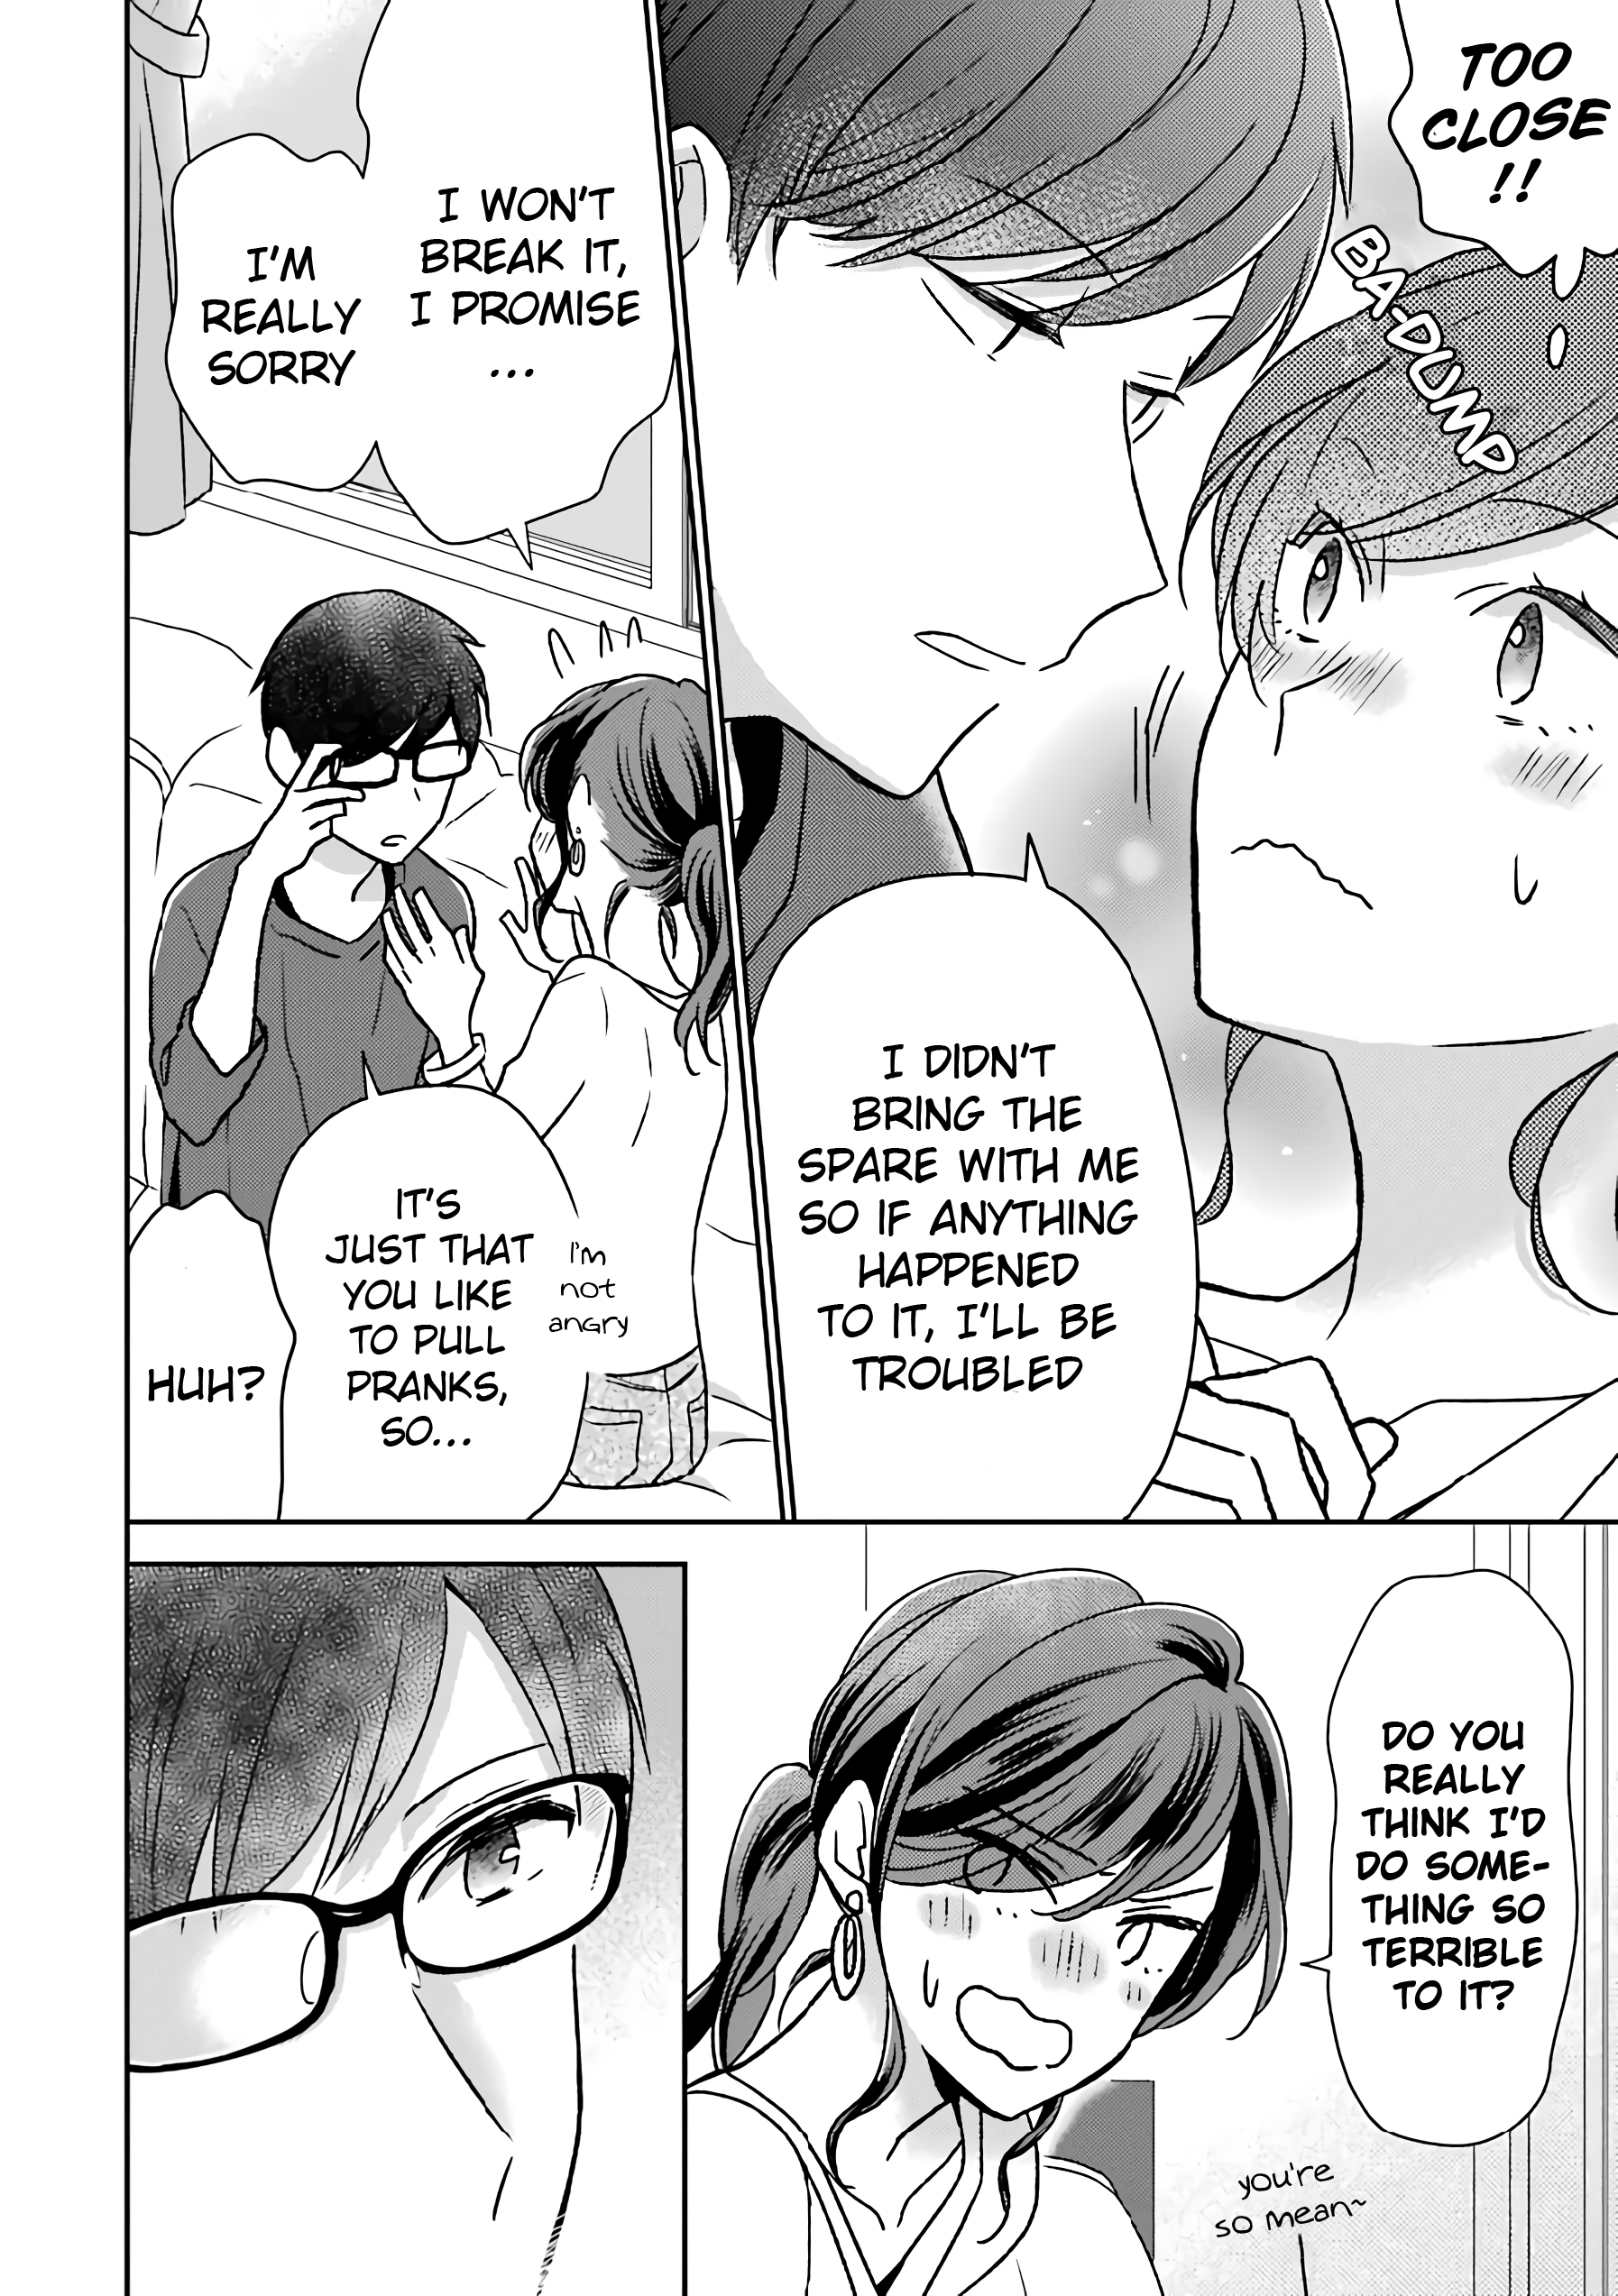 TOO
CLOSE
!!
BA-DUMP
I DIDN'T
BRING THE
SPARE WITH ME
SO IF ANYTHING
HAPPENED
TO IT, I'LL BE
TROUBLED
I WON'T
BREAK IT,
I PROMISE
...
I'M
REALLY
SORRY
IT'S
JUST THAT
YOU LIKE
TO PULL
PRANKS,
SO...
I'm
not
angry
HUH?
DO YOU
REALLY
THINK I'D
DO SOME-
THING SO
TERRIBLE
TO IT?
you're
so mean~